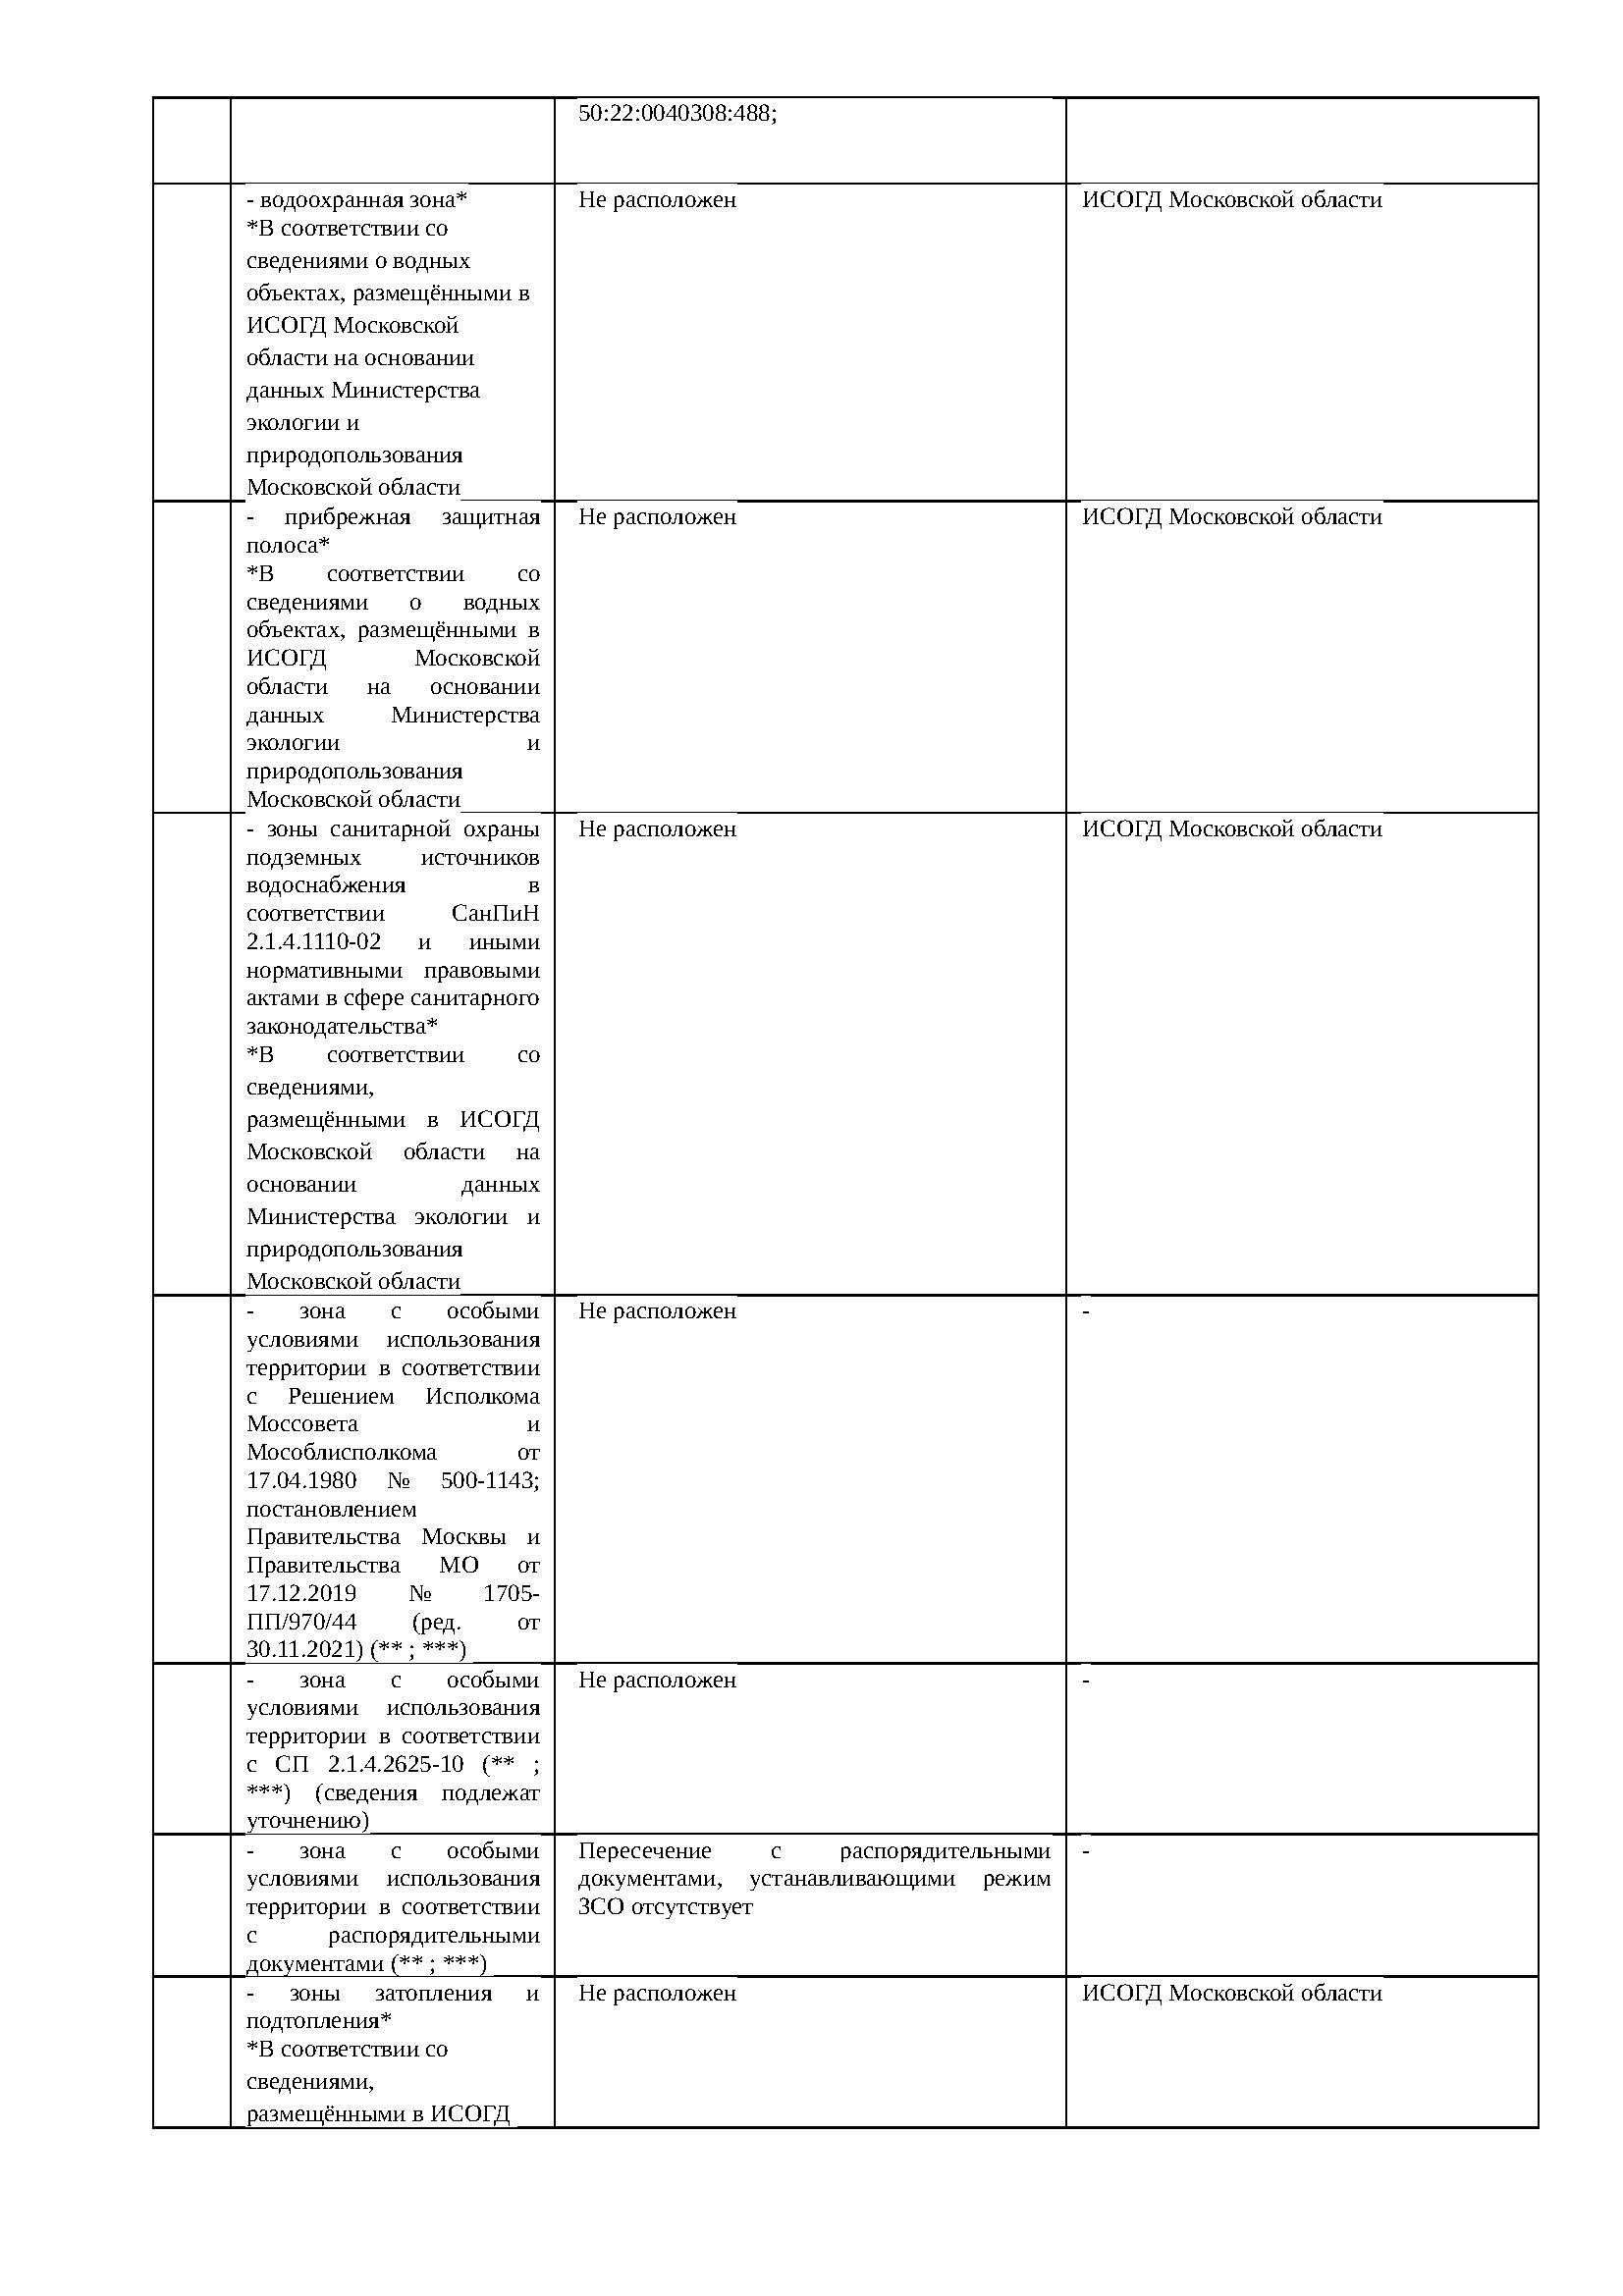 50:22:0040308:488;
- водоохранная зона*
*В соответствии со
сведениями о водных
объектах, размещёнными в
ИСОГД Московской
области на основании
данных Министерства
экологии и
природопользования
Московской области
Не расположен
ИСОГД Московской области
- прибрежная защитная
полоса*
*В соответствии со
сведениями о водных
объектах, размещёнными в
ИСОГД Московской
области на основании
данных Министерства
экологии и
природопользования
Московской области
Не расположен
ИСОГД Московской области
- зоны санитарной охраны
подземных источников
водоснабжения в
соответствии СанПиН
2.1.4.1110-02 и иными
нормативными правовыми
актами в сфере санитарного
законодательства*
*В соответствии со
сведениями,
размещёнными в ИСОГД
Московской области на
основании данных
Министерства экологии и
природопользования
Московской области
Не расположен
ИСОГД Московской области
- зона с особыми
условиями использования
территории в соответствии
с Решением Исполкома
Моссовета и
Мособлисполкома от
17.04.1980 № 500-1143;
постановлением
Правительства Москвы и
Правительства МО от
17.12.2019 № 1705-
ПП/970/44 (ред. от
30.11.2021) (** ; ***)
Не расположен
-
- зона с особыми
условиями использования
территории в соответствии
с СП 2.1.4.2625-10 (** ;
***) (сведения подлежат
уточнению)
Не расположен
-
- зона с особыми
условиями использования
территории в соответствии
с распорядительными
документами (** ; ***)
Пересечение с распорядительными
документами, устанавливающими режим
ЗСО отсутствует
-
- зоны затопления и
подтопления*
*В соответствии со
сведениями,
размещёнными в ИСОГД
Не расположен
ИСОГД Московской области